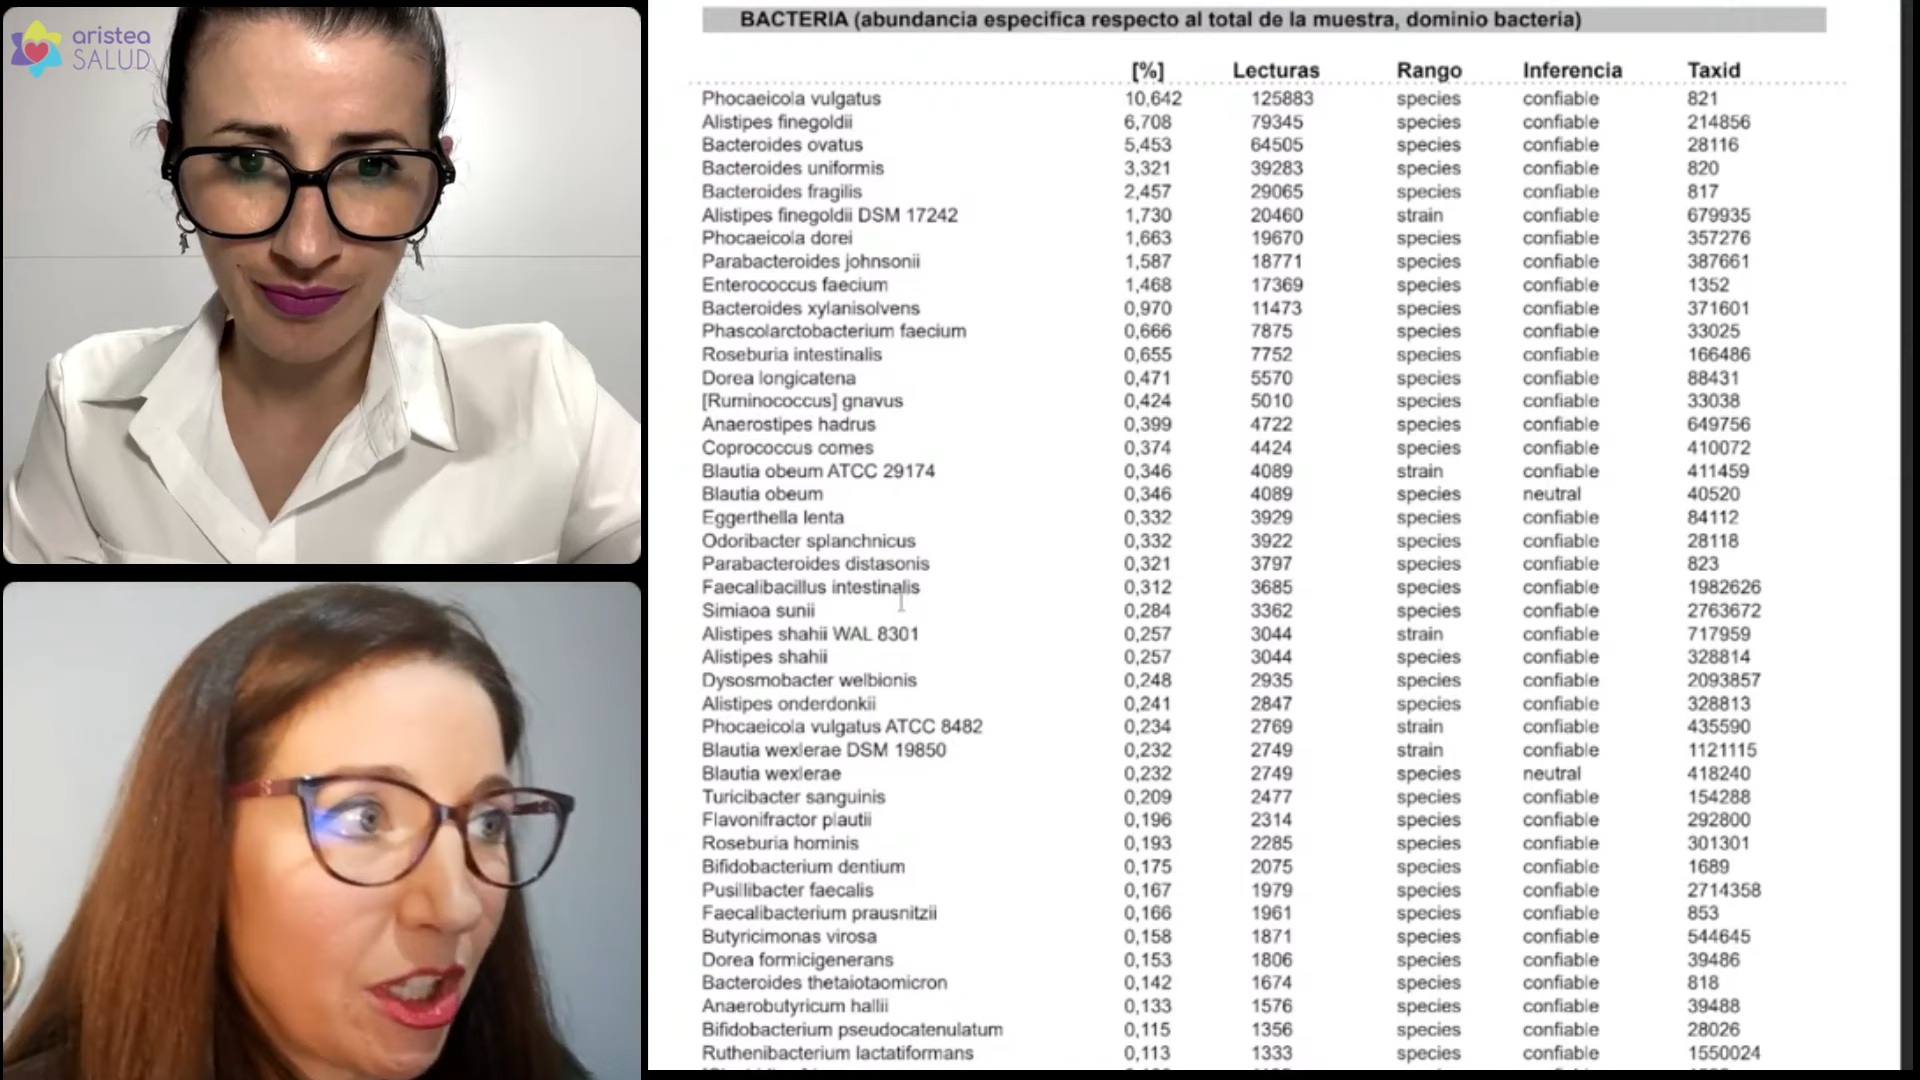 aristea
SALUD
BACTERIA (abundancia especifica respecto al total de la muestra, dominio bacteria)
[%] Lecturas Rango Inferencia Taxid
Phocaeicola vulgatus 10,642 125883 species confiable 821
Alistipes finegoldii 6,708 79345 species confiable 214856
Bacteroides ovatus 5,453 64505 species confiable 28116
Bacteroides uniformis 3,321 39283 species confiable 820
Bacteroides fragilis 2,457 29065 species confiable 817
Alistipes finegoldii DSM 17242 1,730 20460 strain confiable 679935
Phocaeicola dorei 1,663 19670 species confiable 357276
Parabacteroides johnsonii 1,587 18771 species confiable 387661
Enterococcus faecium 1,468 17369 species confiable 1352
Bacteroides xylanisolvens 0,970 11473 species confiable 371601
Phascolarctobacterium faecium 0,666 7875 species confiable 33025
Roseburia intestinalis 0,655 7752 species confiable 166486
Dorea longicatena 0,471 5570 species confiable 88431
[Ruminococcus] gnavus 0,424 5010 species confiable 33038
Anaerostipes hadrus 0,399 4722 species confiable 649756
Coprococcus comes 0,374 4424 species confiable 410072
Blautia obeum ATCC 29174 0,346 4089 strain confiable 411459
Blautia obeum 0,346 4089 species neutral 40520
Eggerthella lenta 0,332 3929 species confiable 84112
Odoribacter splanchnicus 0,332 3922 species confiable 28118
Parabacteroides distasonis 0,321 3797 species confiable 823
Faecalibacillus intestinalis 0,312 3685 species confiable 1982626
Simiaoa sunii 0,284 3362 species confiable 2763672
Alistipes shahii WAL 8301 0,257 3044 strain confiable 717959
Alistipes shahii 0,257 3044 species confiable 328814
Dysosmobacter welbionis 0,248 2935 species confiable 2093857
Alistipes onderdonkii 0,241 2847 species confiable 328813
Phocaeicola vulgatus ATCC 8482 0,234 2769 strain confiable 435590
Blautia wexlerae DSM 19850 0,232 2749 strain confiable 1121115
Blautia wexlerae 0,232 2749 species neutral 418240
Turicibacter sanguinis 0,209 2477 species confiable 154288
Flavonifractor plautii 0,196 2314 species confiable 292800
Roseburia hominis 0,193 2285 species confiable 301301
Bifidobacterium dentium 0,175 2075 species confiable 1689
Pusillibacter faecalis 0,167 1979 species confiable 2714358
Faecalibacterium prausnitzii 0,166 1961 species confiable 853
Butyricimonas virosa 0,158 1871 species confiable 544645
Dorea formicigenerans 0,153 1806 species confiable 39486
Bacteroides thetaiotaomicron 0,142 1674 species confiable 818
Anaerobutyricum hallii 0,133 1576 species confiable 39488
Bifidobacterium pseudocatenulatum 0,115 1356 species confiable 28026
Ruthenibacterium lactatiformans 0,113 1333 species confiable 1550024